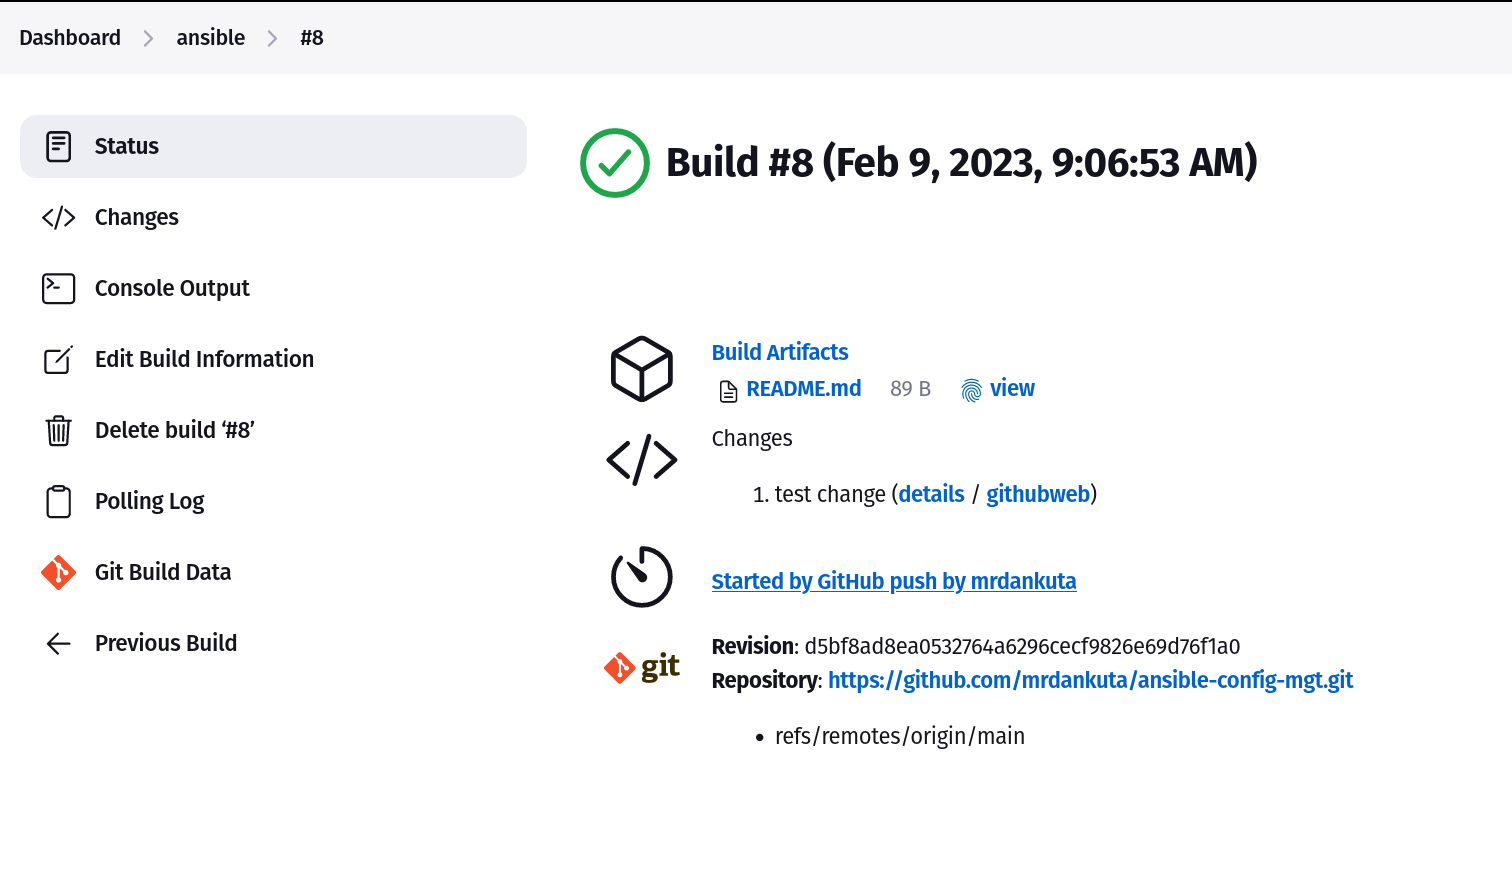 Dashboard > ansible > #8
Status
Changes
Console Output
Edit Build Information
Delete build ‘#8’
Polling Log
Git Build Data
Previous Build
Build #8 (Feb 9, 2023, 9:06:53 AM)
Build Artifacts
README.md 89 B view
Changes
1. test change (details / githubweb)
Started by GitHub push by mrdankuta
git
Revision: d5bf8ad8ea0532764a6296cecf9826e69d76f1a0
Repository: https://github.com/mrdankuta/ansible-config-mgt.git
• refs/remotes/origin/main